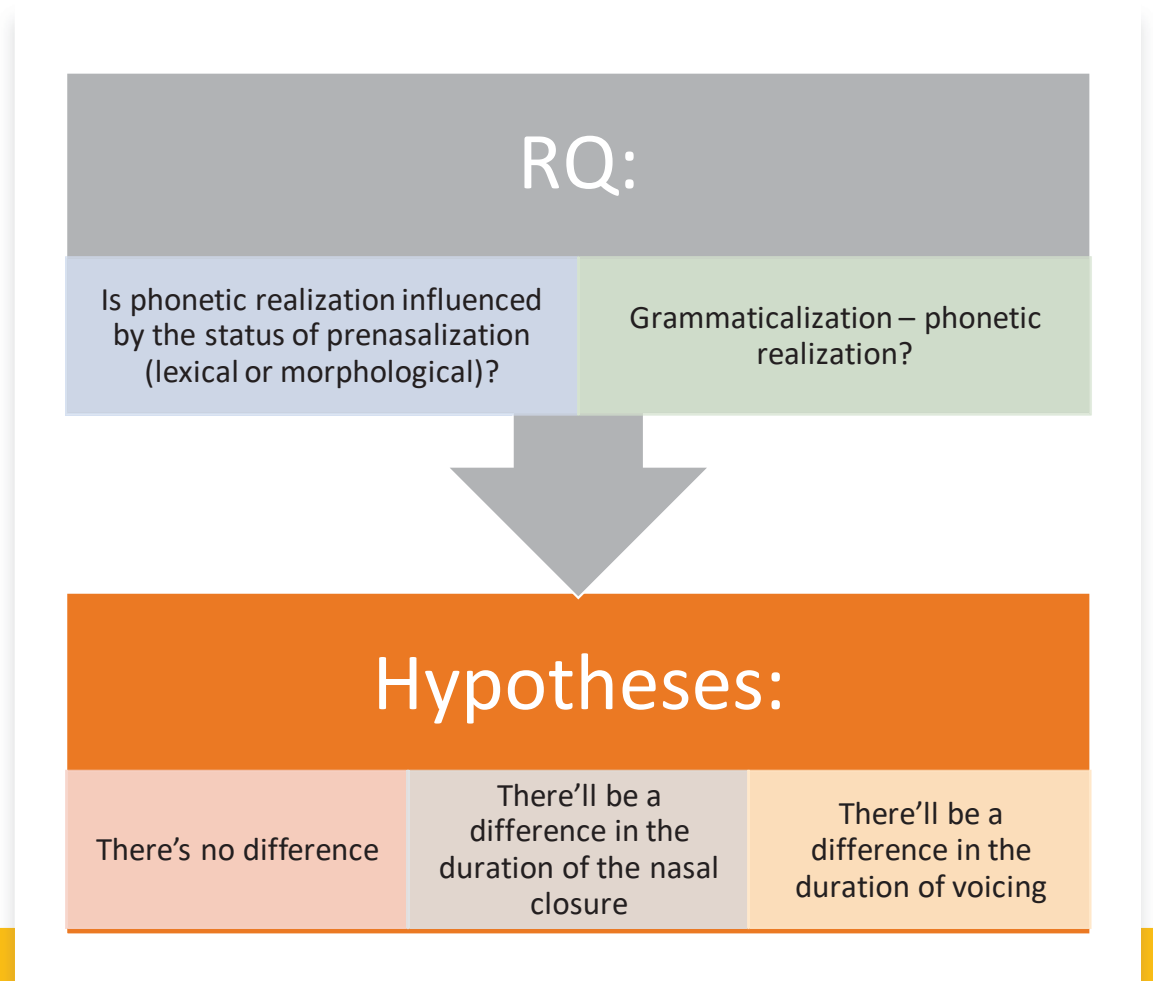 RQ:
Is phonetic realization influenced
by the status of prenasalization
(lexical or morphological)?
Grammaticalization – phonetic
realization?
Hypotheses:
There’s no difference
There’ll be a
difference in the
duration of the nasal
closure
There’ll be a
difference in the
duration of voicing